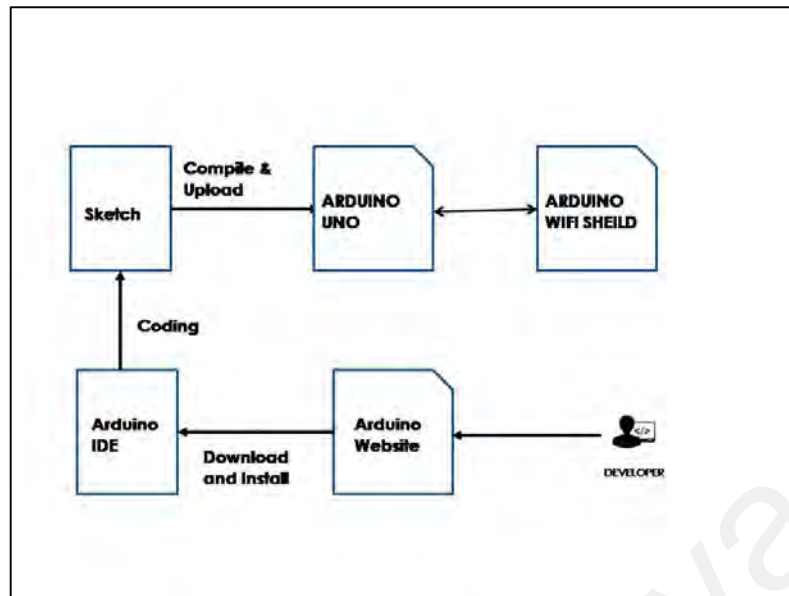 Sketch
Compile &
Upload
ARDUINO
UNO
ARDUINO
WIFI SHEILD
Coding
Arduino
IDE
Download
and Install
Arduino
Website
</>
DEVELOPER